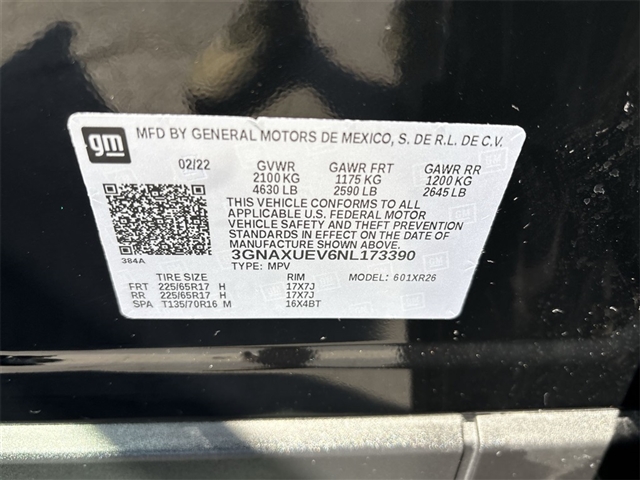 gm
MFD BY GENERAL MOTORS DE MEXICO, S. DE R.L. DE C.V.
02/22 GVWR GAWR FRT GAWR RR
2100 KG 1175 KG 1200 KG
4630 LB 2590 LB 2645 LB
THIS VEHICLE CONFORMS TO ALL
APPLICABLE U.S. FEDERAL MOTOR
VEHICLE SAFETY AND THEFT PREVENTION
STANDARDS IN EFFECT ON THE DATE OF
MANUFACTURE SHOWN ABOVE.
384A 3GNAXUEV6NL173390
TYPE: MPV MODEL: 601XR26
TIRE SIZE RIM
FRT 225/65R17 H 17X7J
RR 225/65R17 H 17X7J
SPA T135/70R16 M 16X4BT